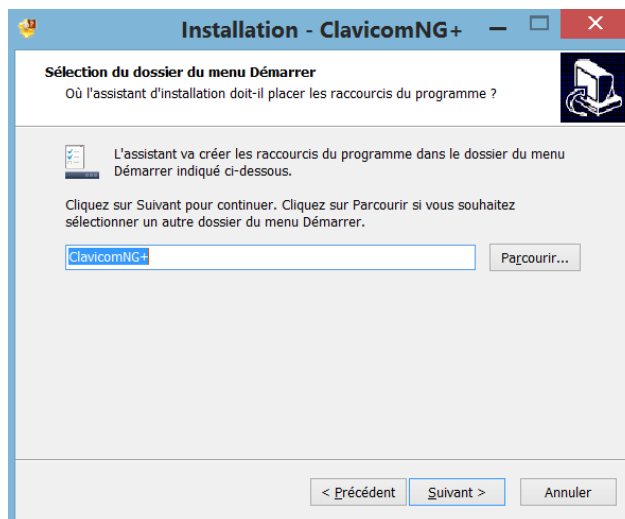 Installation - ClavicomNG+
Sélection du dossier du menu Démarrer
Où l'assistant d'installation doit-il placer les raccourcis du programme ?
L'assistant va créer les raccourcis du programme dans le dossier du menu
Démarrer indiqué ci-dessous.
Cliquez sur Suivant pour continuer. Cliquez sur Parcourir si vous souhaitez
sélectionner un autre dossier du menu Démarrer.
ClavicomNG+
Parcourir...
< Précédent
Suivant >
Annuler